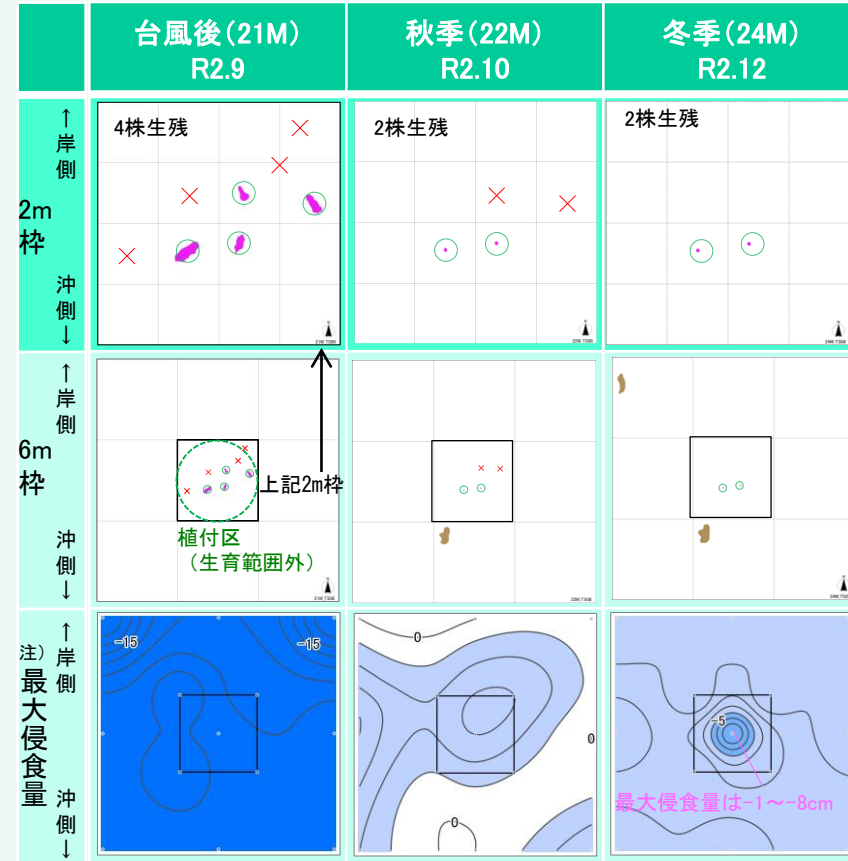 台風後(21M)
R2.9
秋季(22M)
R2.10
冬季(24M)
R2.12
2m
枠
↑岸側
沖側↓
4株生残
2株生残
2株生残
6m
枠
↑岸側
沖側↓
上記2m枠
植付区
（生育範囲外）
注）
最大侵食量
↑岸側
沖側↓
-15
-15
0
0
0
-5
最大侵食量は-1～-8cm